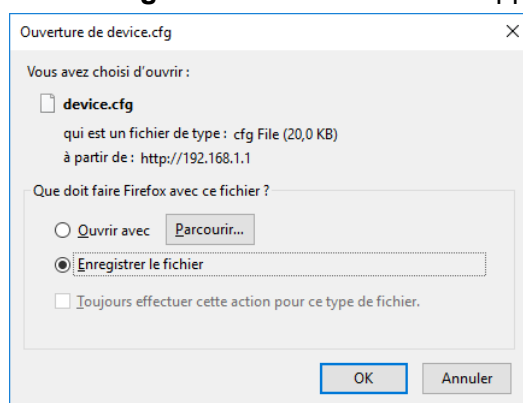 Ouverture de device.cfg
Vous avez choisi d'ouvrir :
device.cfg
qui est un fichier de type : cfg File (20,0 KB)
à partir de : http://192.168.1.1
Que doit faire Firefox avec ce fichier ?
Ouvrir avec Parcourir...
Enregistrer le fichier
Toujours effectuer cette action pour ce type de fichier.
OK Annuler